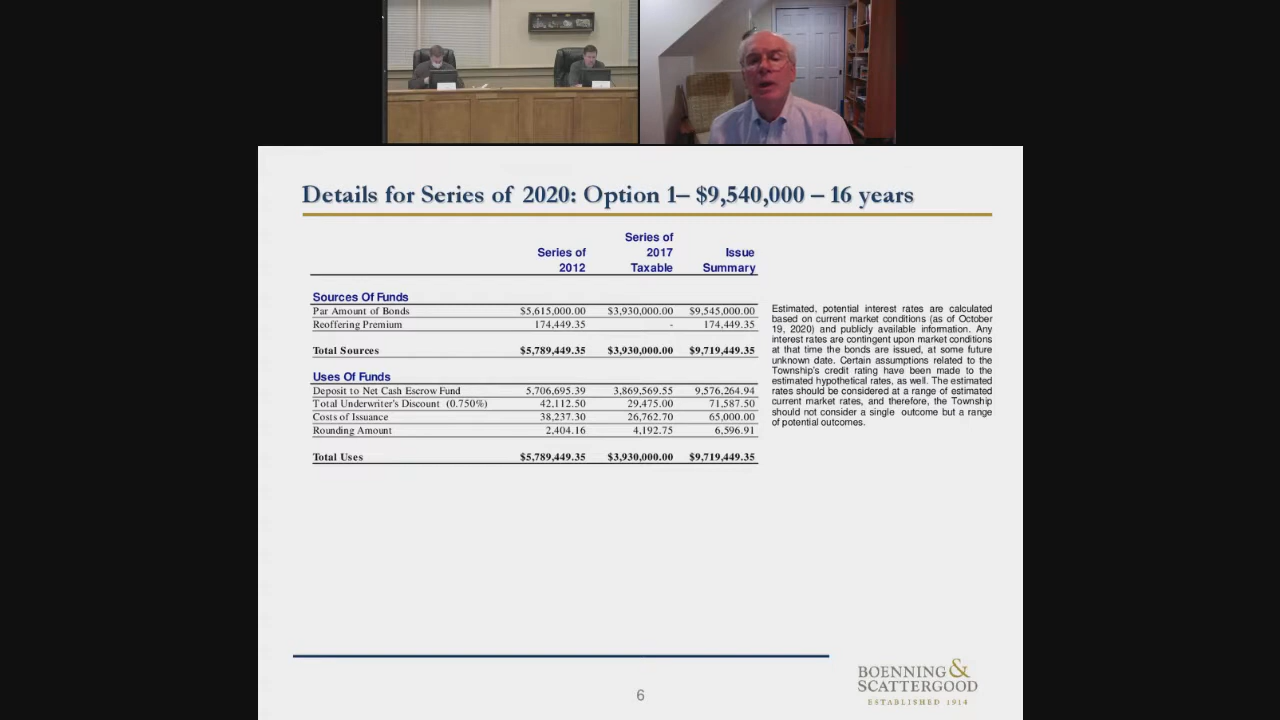 Details for Series of 2020: Option 1– $9,540,000 – 16 years
Series of 2012 Series of 2017 Taxable Issue Summary
Sources Of Funds
Par Amount of Bonds $5,615,000.00 $3,930,000.00 $9,545,000.00
Reoffering Premium 174,449.35 - 174,449.35
Total Sources $5,789,449.35 $3,930,000.00 $9,719,449.35
Uses Of Funds
Deposit to Net Cash Escrow Fund 5,706,695.39 3,869,569.55 9,576,264.94
Total Underwriter's Discount (0.750%) 42,112.50 29,475.00 71,587.50
Costs of Issuance 38,237.30 26,762.70 65,000.00
Rounding Amount 2,404.16 4,192.75 6,596.91
Total Uses $5,789,449.35 $3,930,000.00 $9,719,449.35
Estimated, potential interest rates are calculated
based on current market conditions (as of October
19, 2020) and publicly available information. Any
interest rates are contingent upon market conditions
at that time the bonds are issued, at some future
unknown date. Certain assumptions related to the
Township's credit rating have been made to the
estimated hypothetical rates, as well. The estimated
rates should be considered at a range of estimated
current market rates, and therefore, the Township
should not consider a single outcome but a range
of potential outcomes.
6
BOENNING &
SCATTERGOOD
ESTABLISHED 1914